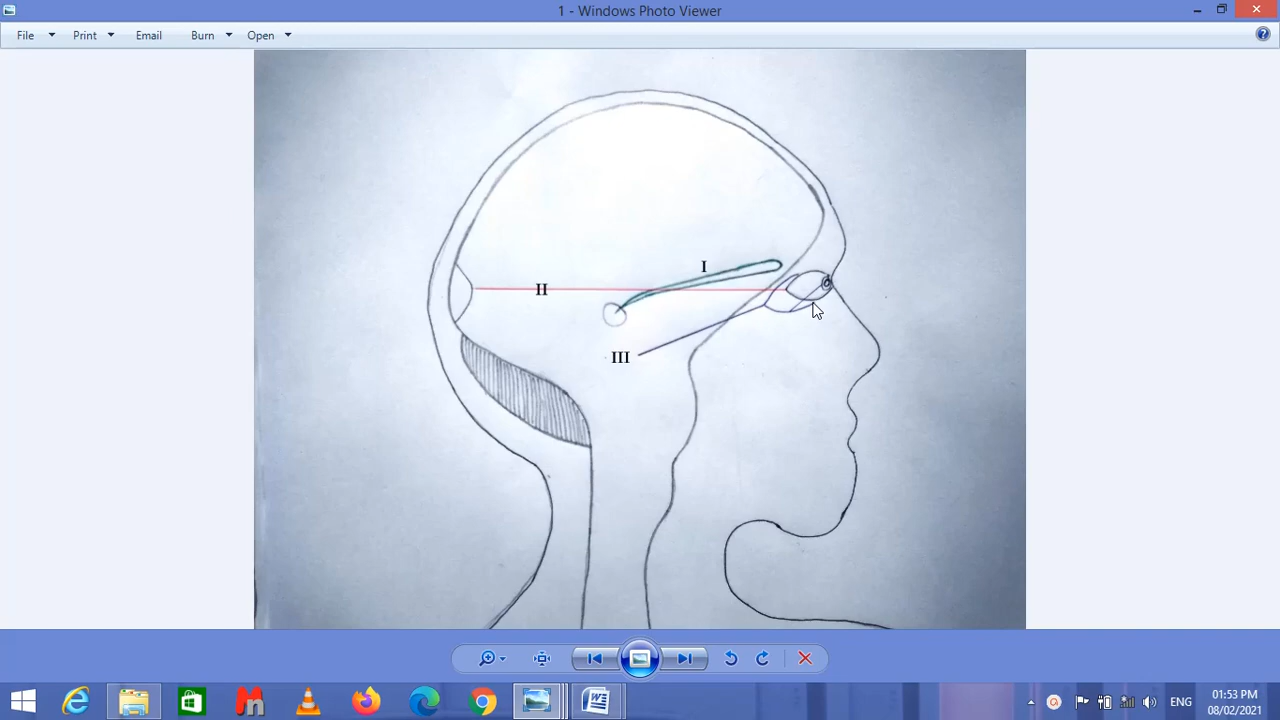 1 - Windows Photo Viewer
File Print Email Burn Open
I
II
III
ENG
01:53 PM
08/02/2021